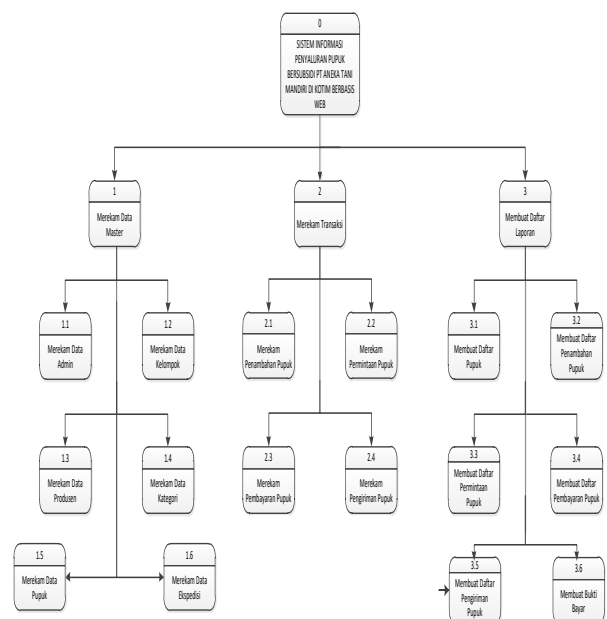 0
SISTEM INFORMASI
PENYALURAN PUPUK
BERSUBSIDI PT ANEKA TANI
MANDIRI DI KOTIM BERBASIS
WEB
1
Merekam Data
Master
2
Merekam Transaksi
3
Membuat Daftar
Laporan
1.1
Merekam Data
Admin
1.2
Merekam Data
Kelompok
2.1
Merekam
Penambahan Pupuk
2.2
Merekam
Permintaan Pupuk
3.1
Membuat Daftar
Pupuk
3.2
Membuat Daftar
Penambahan
Pupuk
1.3
Merekam Data
Produsen
1.4
Merekam Data
Kategori
2.3
Merekam
Pembayaran Pupuk
2.4
Merekam
Pengiriman Pupuk
3.3
Membuat Daftar
Permintaan
Pupuk
3.4
Membuat Daftar
Pembayaran Pupuk
1.5
Merekam Data
Pupuk
1.6
Merekam Data
Ekspedisi
3.5
Membuat Daftar
Pengiriman
Pupuk
3.6
Membuat Bukti
Bayar